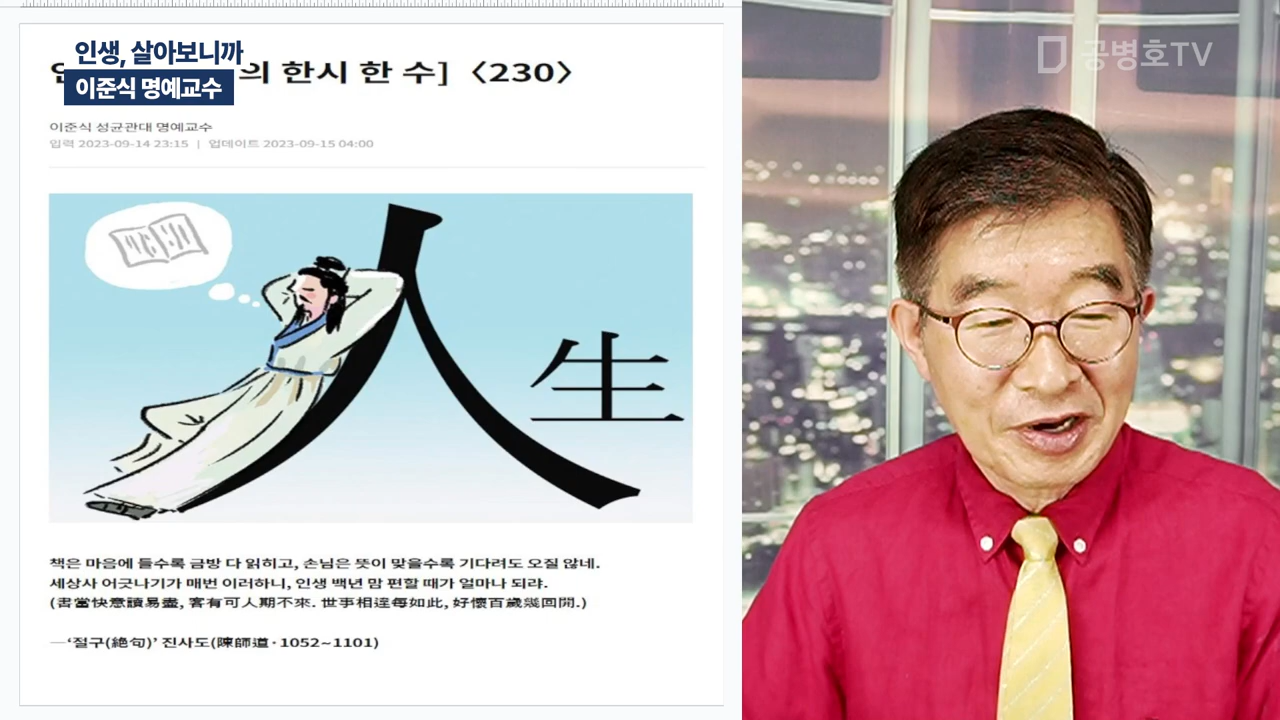 인생, 살아보니까
이준식 명예교수
의 한시 한 수]〈230〉
이준식 성균관대 명예교수
입력 2023-09-14 23:15 | 업데이트 2023-09-15 04:00
人
生
책은 마음에 들수록 금방 다 읽히고, 손님은 뜻이 맞을수록 기다려도 오질 않네.
세상사 어긋나기가 매번 이러하니, 인생 백년 맘 편할 때가 얼마나 되랴.
(書當快意讀易盡, 客有可人期不來. 世事相逹每如此, 好懷百歲幾回開.)
―‘절구(絶句)’ 진사도(陳師道·1052~1101)
공병호TV